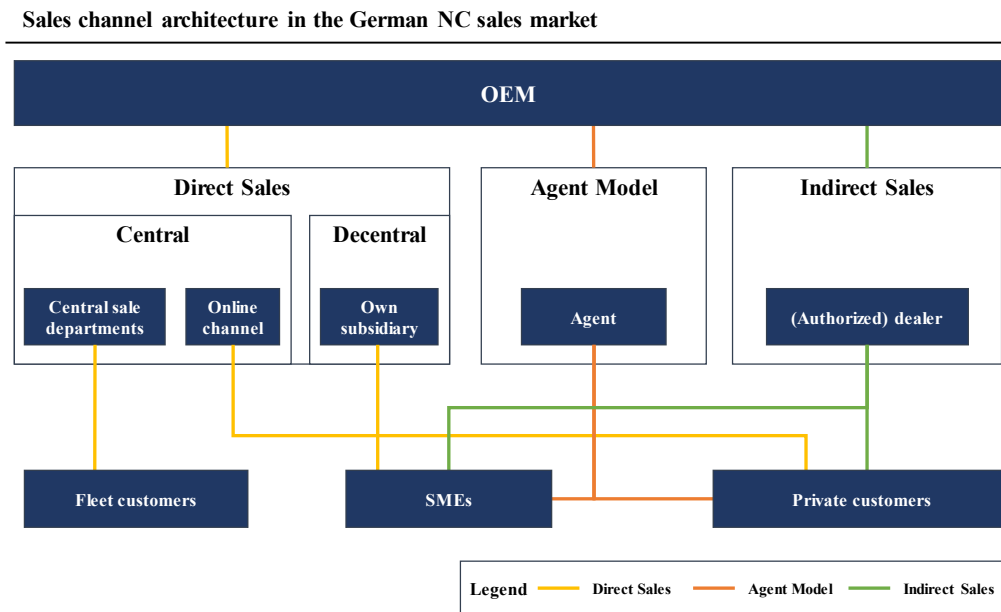 Sales channel architecture in the German NC sales market
OEM
Direct Sales
Agent Model
Indirect Sales
Central
Decentral
Central sale
departments
Online
channel
Own
subsidiary
Agent
(Authorized) dealer
Fleet customers
SMEs
Private customers
Legend
Direct Sales
Agent Model
Indirect Sales